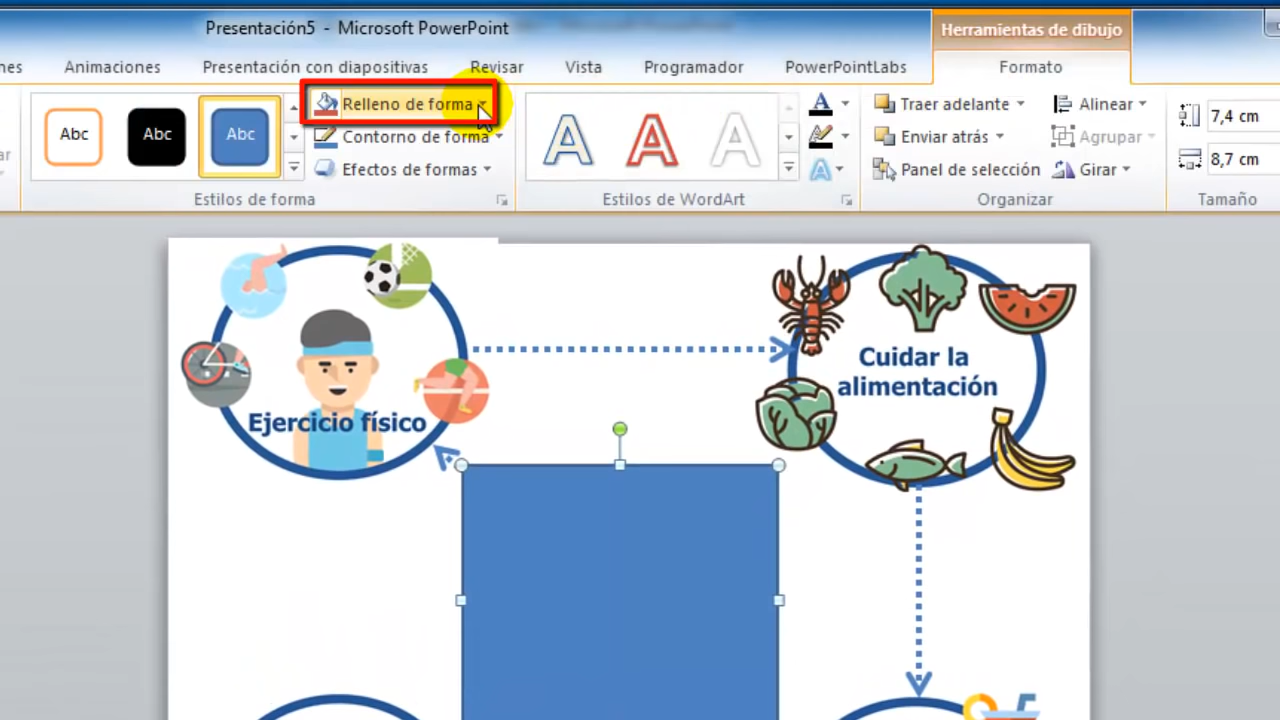 Presentación5 - Microsoft PowerPoint
Herramientas de dibujo
nes Animaciones Presentación con diapositivas Revisar Vista Programador PowerPointLabs Formato
Abc Abc Abc
Relleno de forma
Contorno de forma
Efectos de formas
Estilos de forma
A A A
A
A
Estilos de WordArt
Traer adelante
Enviar atrás
Panel de selección
Alinear
Agrupar
Girar
Organizar
7,4 cm
8,7 cm
Tamaño
ar
Ejercicio físico
Cuidar la
alimentación